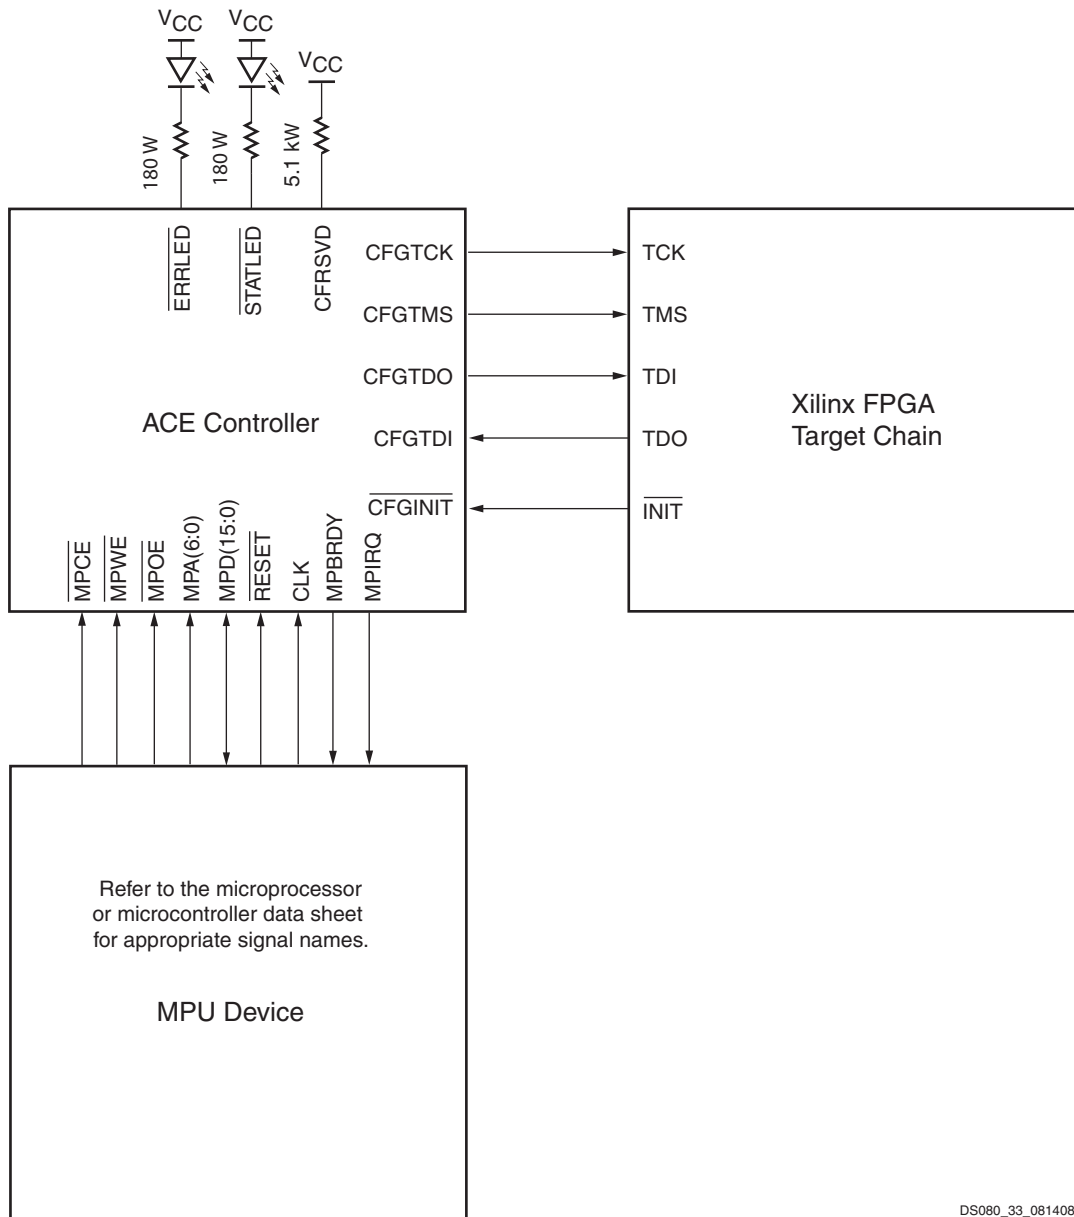 VCC
VCC
VCC
180 W
180 W
5.1 kW
ERRLED
STATLED
CFRSVD
CFGTCK
TCK
CFGTMS
TMS
CFGTDO
TDI
CFGTDI
TDO
CFGINIT
INIT
ACE Controller
Xilinx FPGA
Target Chain
MPCE
MPWE
MPOE
MPA(6:0)
MPD(15:0)
RESET
CLK
MPBRDY
MPIRQ
Refer to the microprocessor
or microcontroller data sheet
for appropriate signal names.
MPU Device
DS080_33_081408